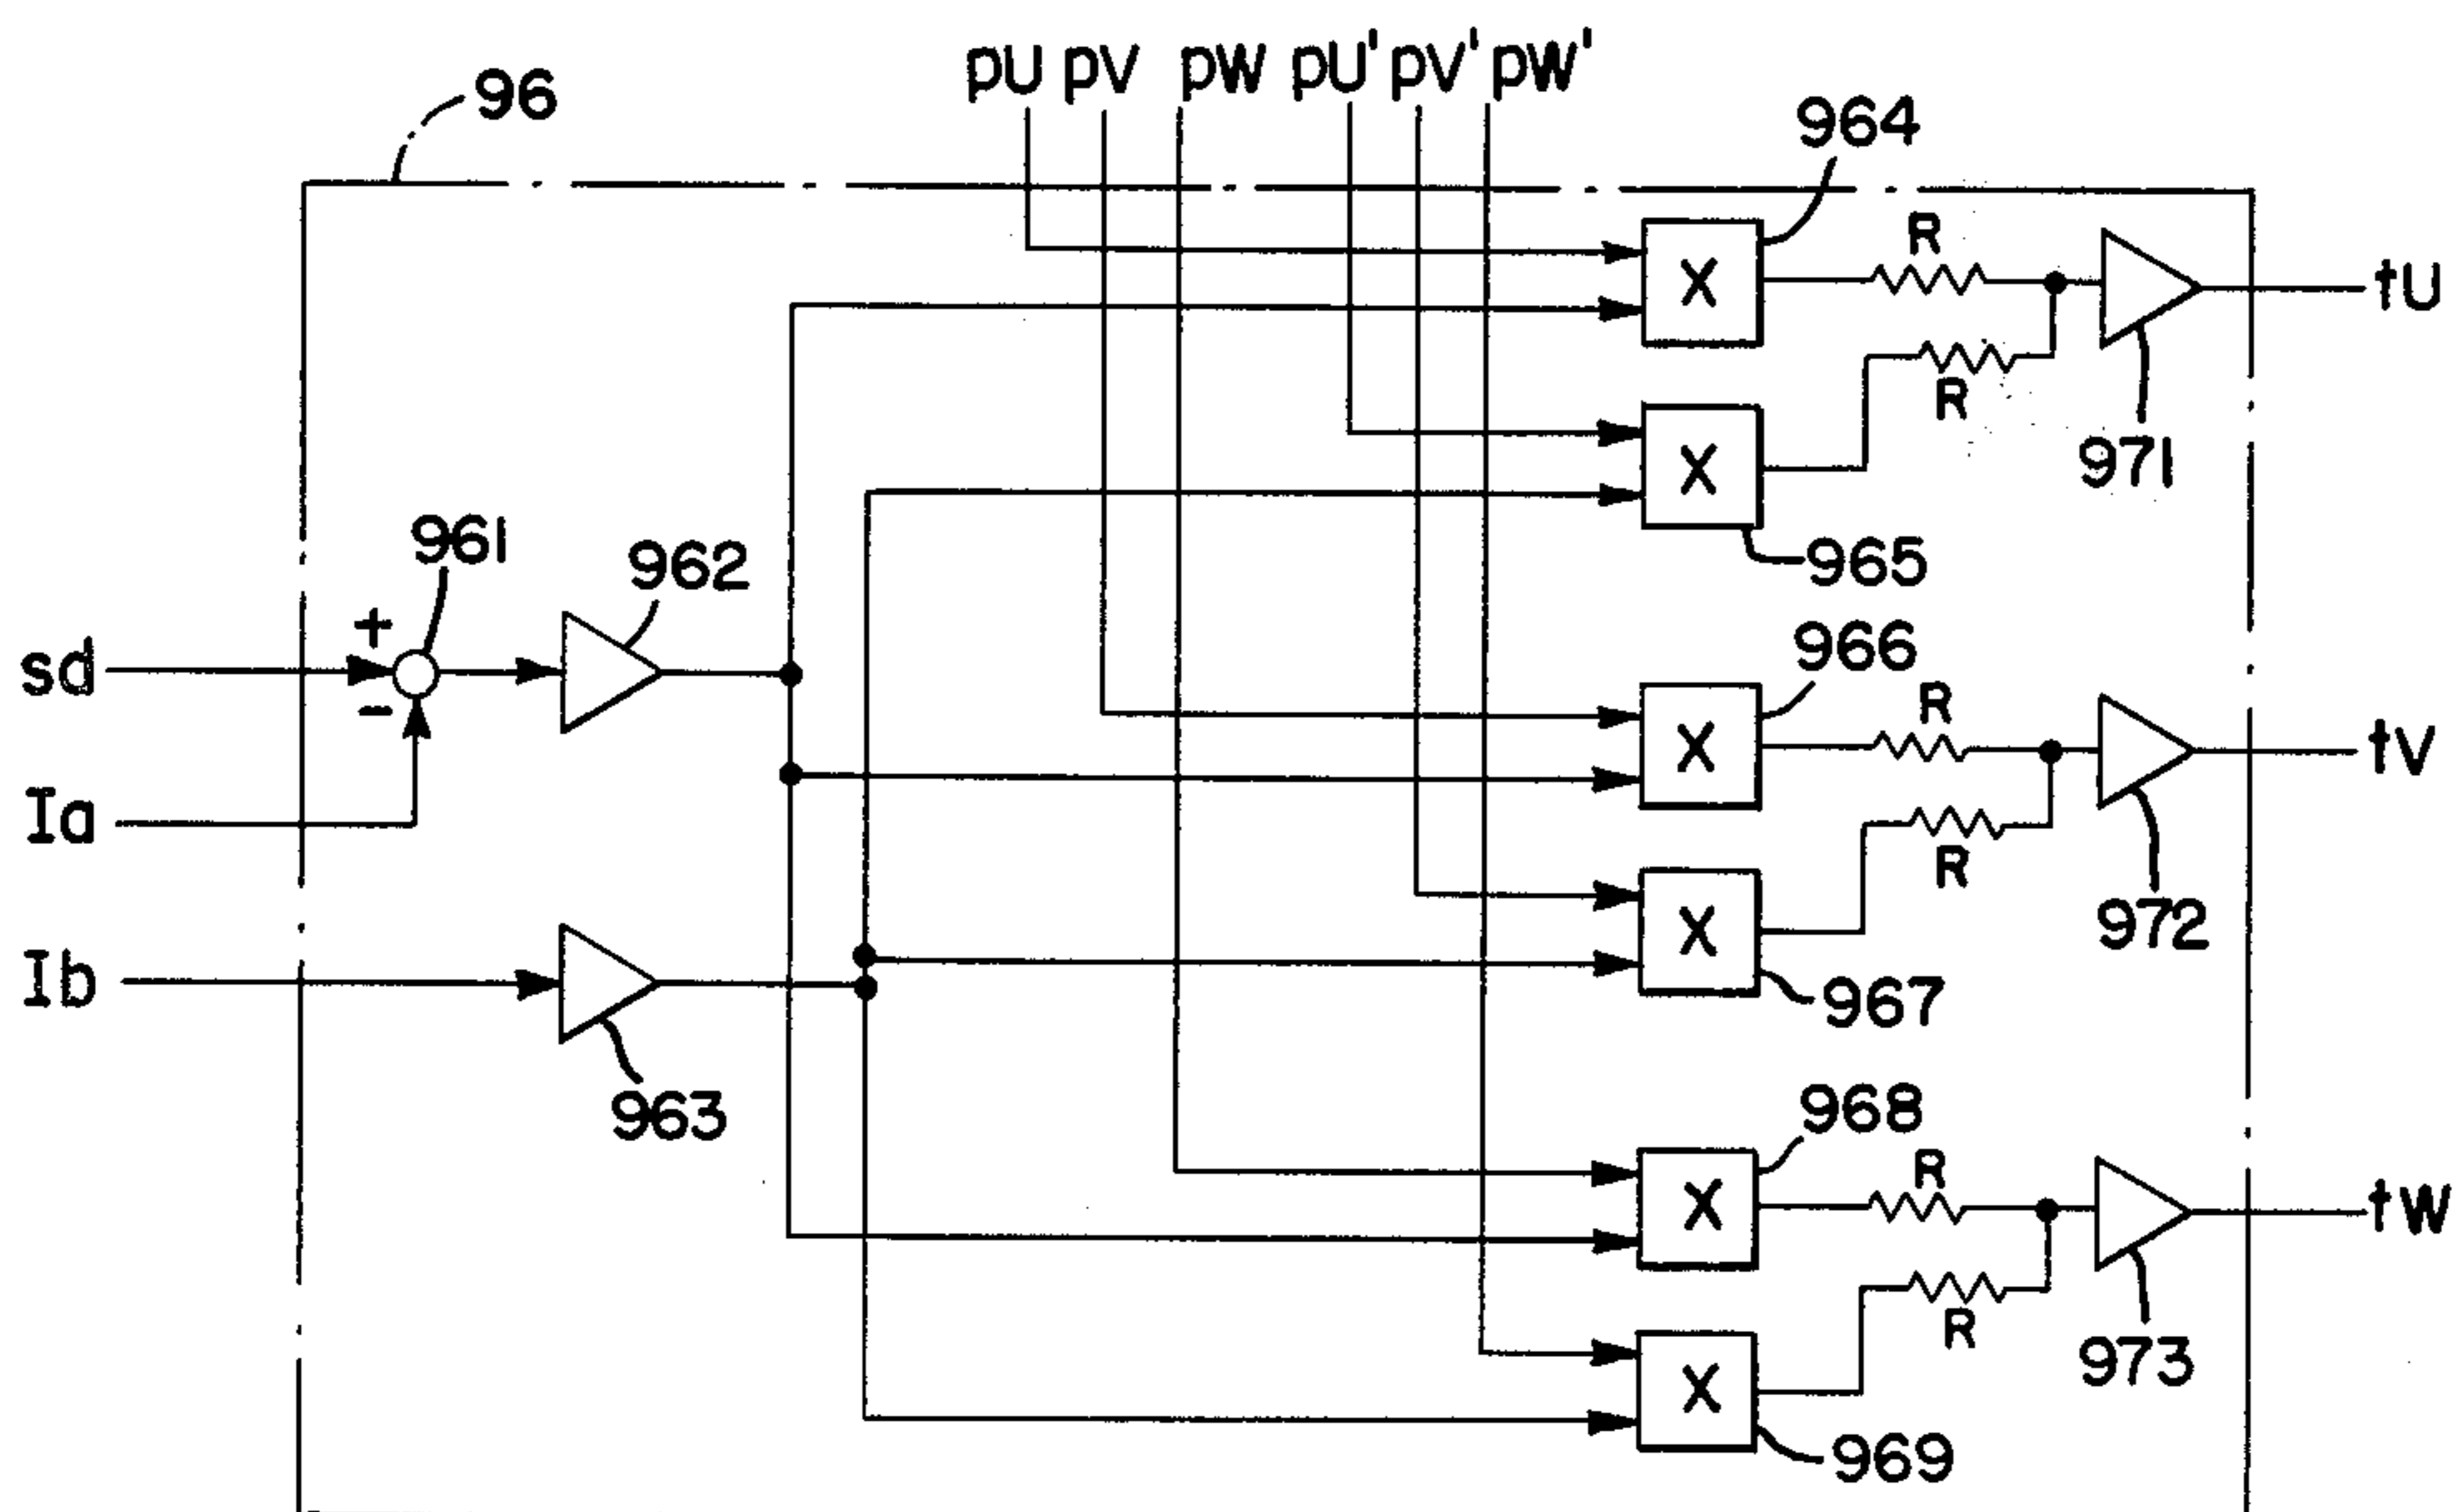 pU pV pW pU' pV' pW'
96
964
R
tU
X
R
971
X
965
961
962
+
sd
-
966
R
X
tV
Ia
R
972
X
967
Ib
963
968
R
X
tW
R
973
X
969